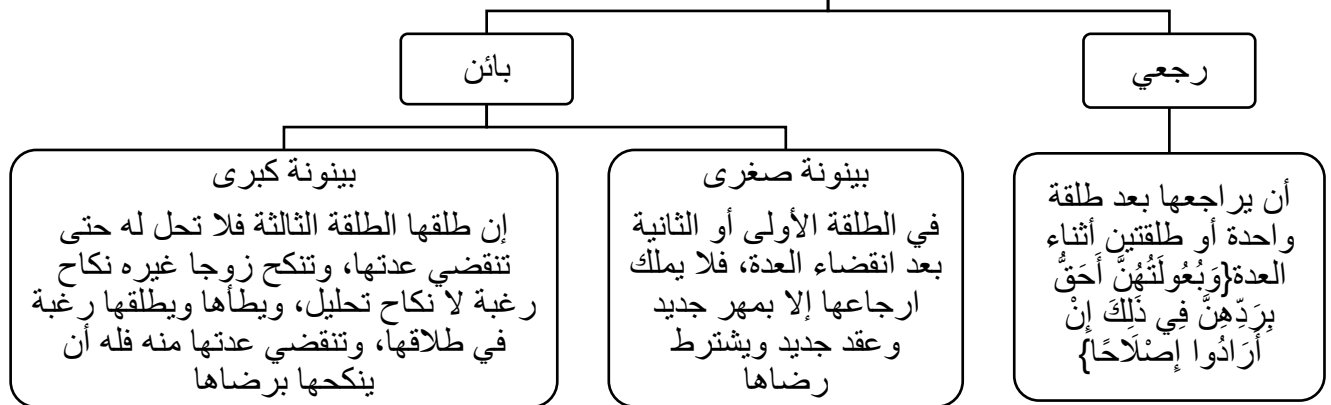 رجعي
بائن
أن يراجعها بعد طلقة
واحدة أو طلقتين أثناء
العدة{وَبُعُولَتُهُنَّ أَحَقُّ
بِرَدِّهِنَّ فِي ذَلِكَ إِنْ
أَرَادُوا إِصْلَاحًا}
بينونة صغرى
في الطلقة الأولى أو الثانية
بعد انقضاء العدة، فلا يملك
ارجاعها إلا بمهر جديد
وعقد جديد ويشترط
رضاها
بينونة كبرى
إن طلقها الطلقة الثالثة فلا تحل له حتى
تنقضي عدتها، وتنكح زوجا غيره نكاح
رغبة لا نكاح تحليل، ويطأها ويطلقها رغبة
في طلاقها، وتنقضي عدتها منه فله أن
ينكحها برضاها